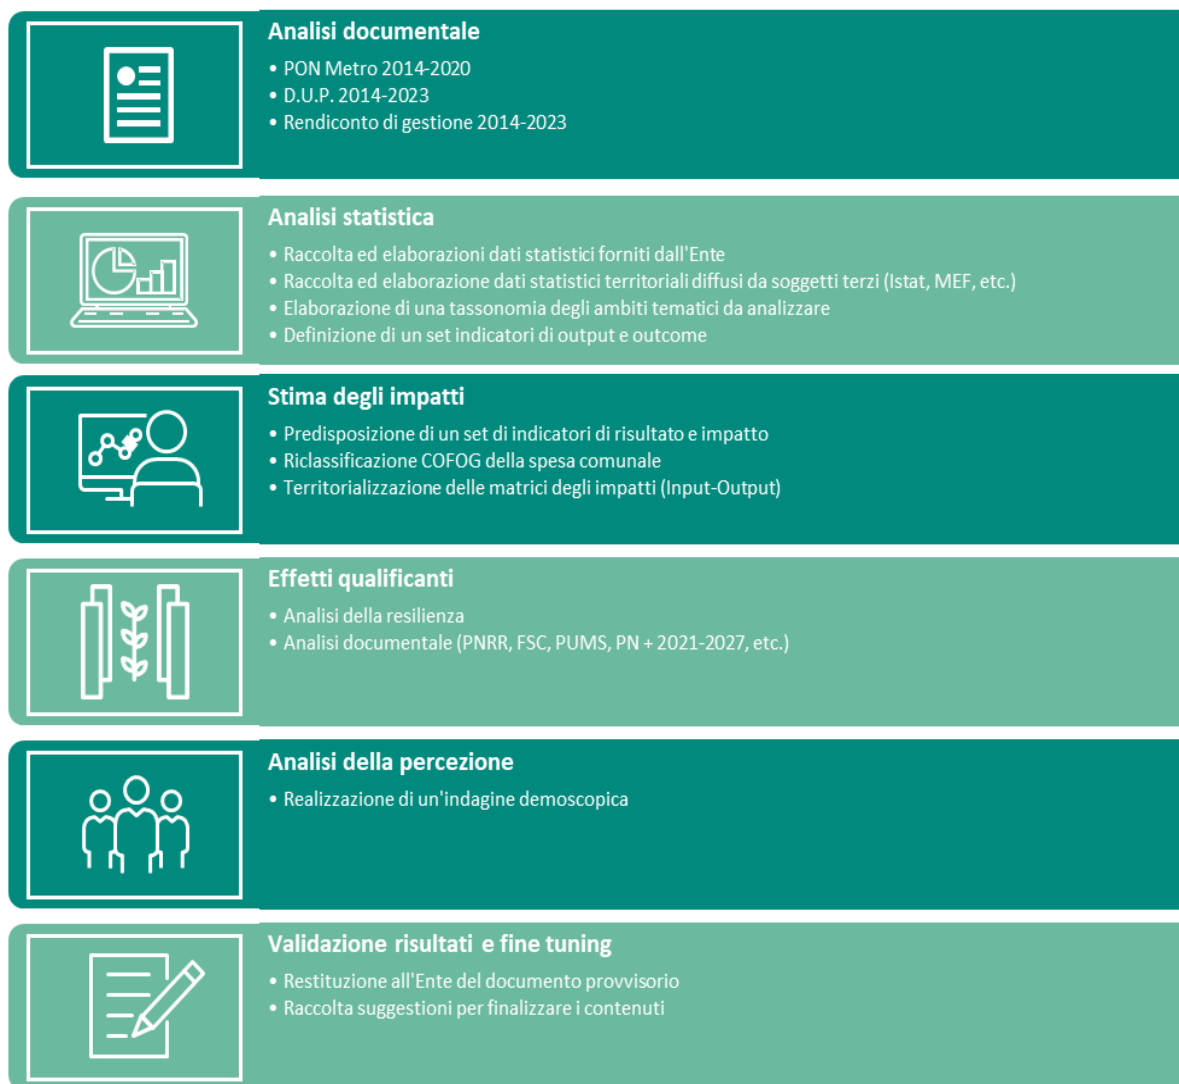 Analisi documentale
• PON Metro 2014-2020
• D.U.P. 2014-2023
• Rendiconto di gestione 2014-2023
Analisi statistica
• Raccolta ed elaborazioni dati statistici forniti dall'Ente
• Raccolta ed elaborazione dati statistici territoriali diffusi da soggetti terzi (Istat, MEF, etc.)
• Elaborazione di una tassonomia degli ambiti tematici da analizzare
• Definizione di un set indicatori di output e outcome
Stima degli impatti
• Predisposizione di un set di indicatori di risultato e impatto
• Riclassificazione COFOG della spesa comunale
• Territorializzazione delle matrici degli impatti (Input-Output)
Effetti qualificanti
• Analisi della resilienza
• Analisi documentale (PNRR, FSC, PUMS, PN + 2021-2027, etc.)
Analisi della percezione
• Realizzazione di un'indagine demoscopica
Validazione risultati e fine tuning
• Restituzione all'Ente del documento provvisorio
• Raccolta suggestioni per finalizzare i contenuti